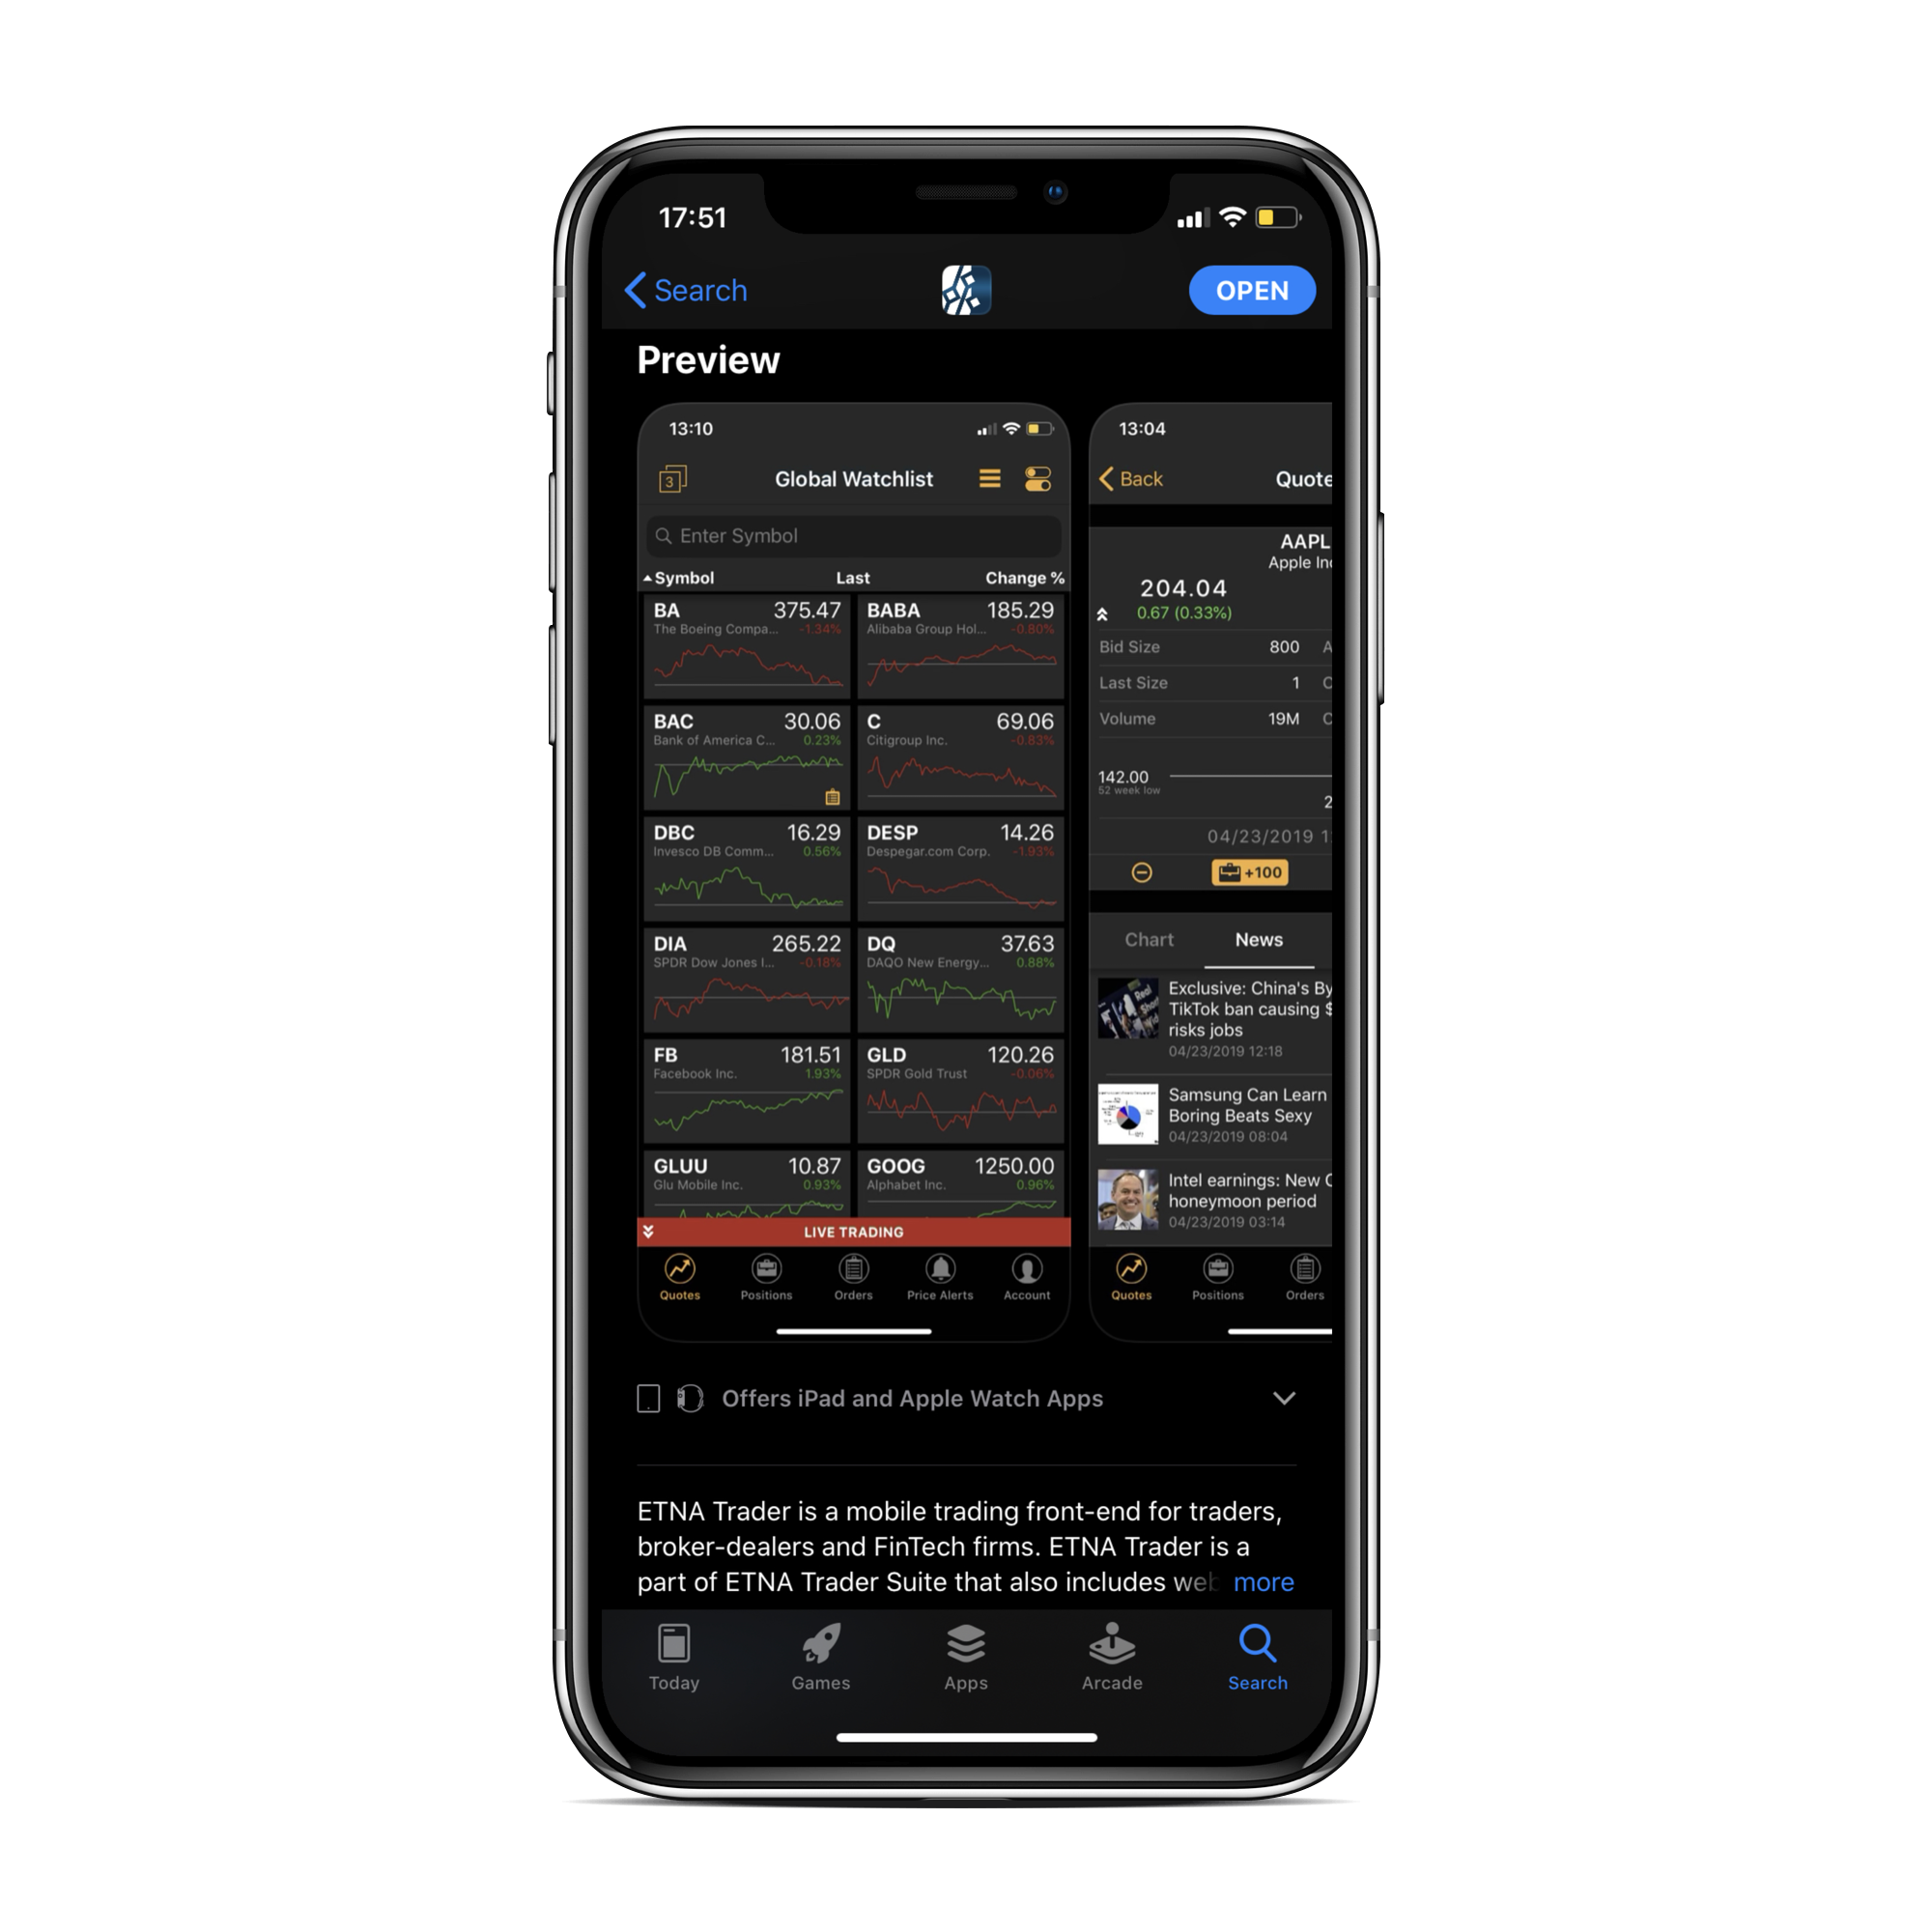 17:51
Search
OPEN
Preview
13:10
3
Global Watchlist
Enter Symbol
Symbol Last Change %
BA 375.47
The Boeing Compa... -1.34%
BABA 185.29
Alibaba Group Hol... -0.80%
BAC 30.06
Bank of America C... 0.23%
C 69.06
Citigroup Inc. -0.83%
DBC 16.29
Invesco DB Comm... 0.56%
DESP 14.26
Despegar.com Corp. -1.93%
DIA 265.22
SPDR Dow Jones I... -0.18%
DQ 37.63
DAQO New Energy... 0.88%
FB 181.51
Facebook Inc. 1.93%
GLD 120.26
SPDR Gold Trust -0.06%
GLUU 10.87
Glu Mobile Inc. 0.93%
GOOG 1250.00
Alphabet Inc. 0.96%
LIVE TRADING
Quotes Positions Orders Price Alerts Account
13:04
Back
Quote
AAPL
Apple Inc
204.04
0.67 (0.33%)
Bid Size 800 A
Last Size 1 C
Volume 19M C
142.00
52 week low
2
04/23/2019 1
+100
Chart News
Exclusive: China's By
TikTok ban causing $
risks jobs
04/23/2019 12:18
Samsung Can Learn
Boring Beats Sexy
04/23/2019 08:04
Intel earnings: New C
honeymoon period
04/23/2019 03:14
Quotes Positions Orders
Offers iPad and Apple Watch Apps
ETNA Trader is a mobile trading front-end for traders,
broker-dealers and FinTech firms. ETNA Trader is a
part of ETNA Trader Suite that also includes web more
Today Games Apps Arcade Search